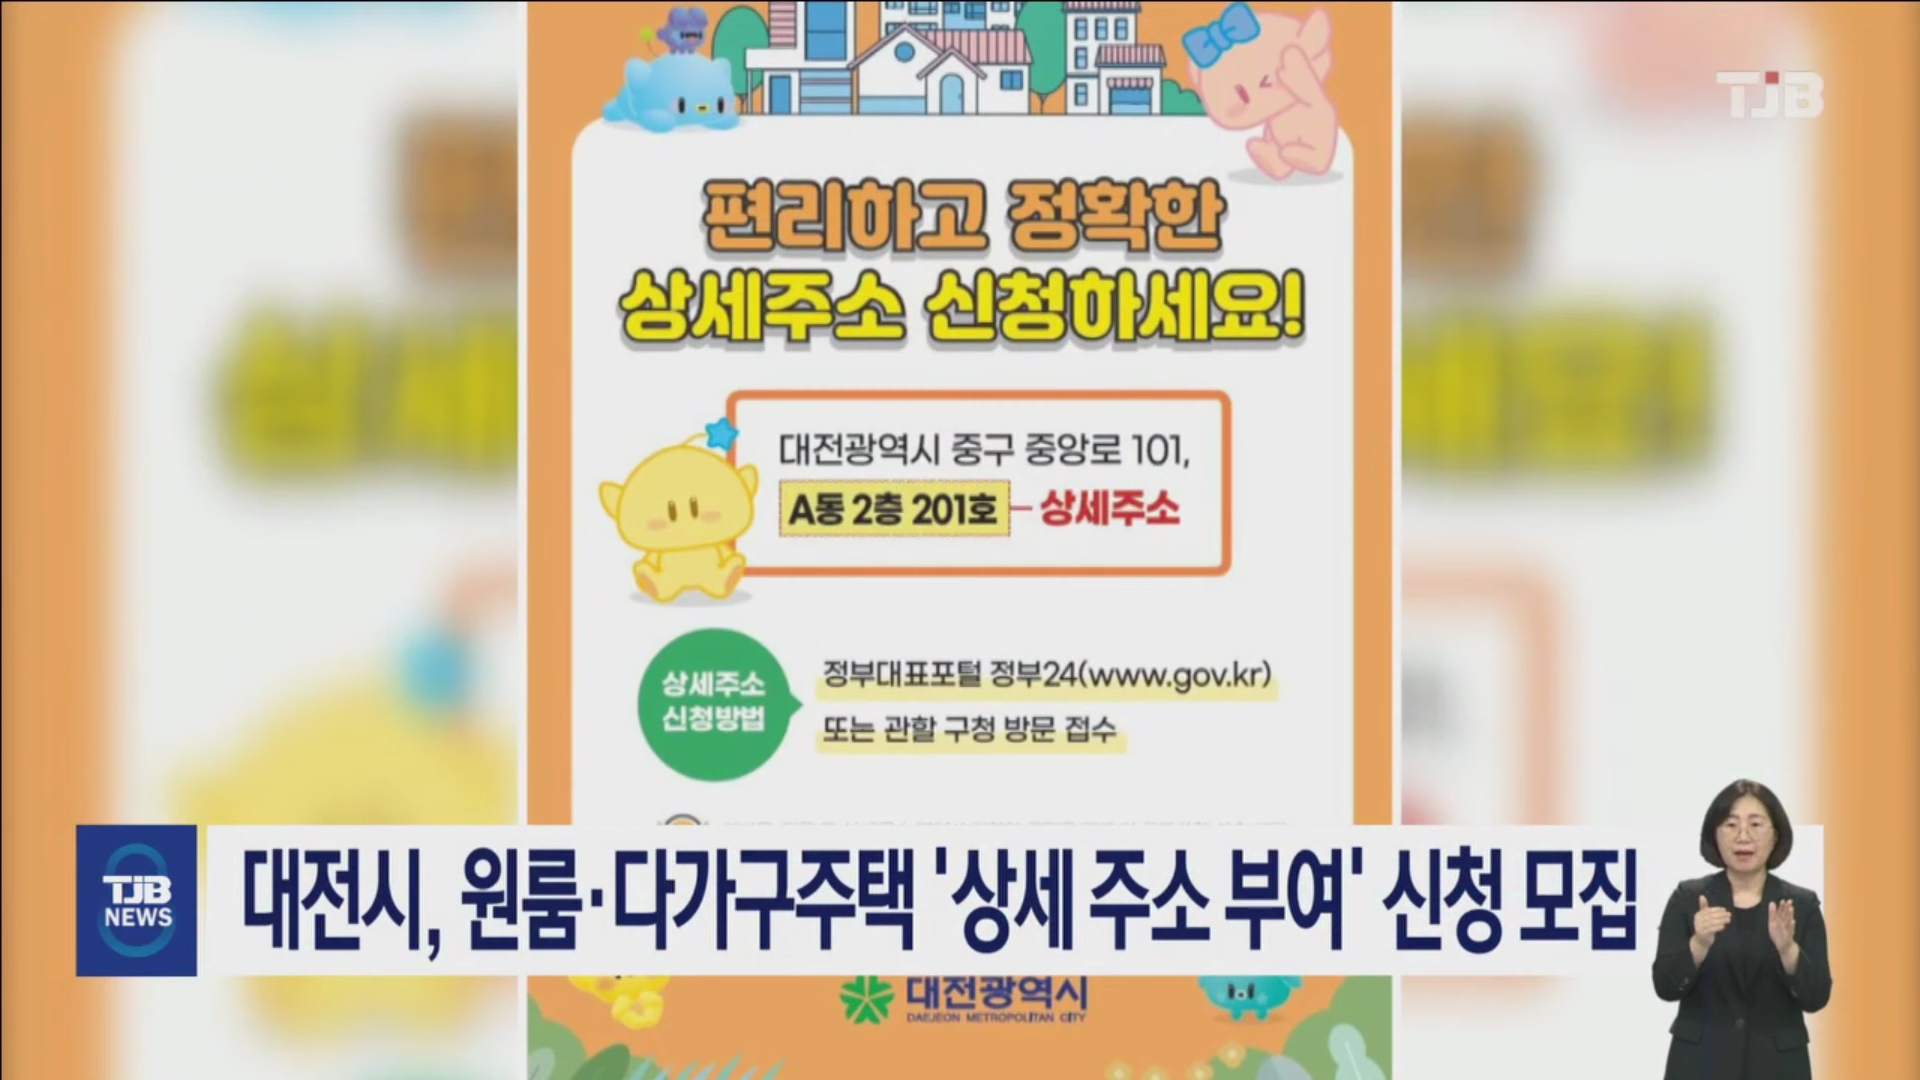 TJB
편리하고 정확한
상세주소 신청하세요!
대전광역시 중구 중앙로 101,
A동 2층 201호 - 상세주소
상세주소
신청방법
정부대표포털 정부24(www.gov.kr)
또는 관할 구청 방문 접수
TJB
NEWS
대전시, 원룸·다가구주택 '상세 주소 부여' 신청 모집
대전광역시
DAEJEON METROPOLITAN CITY